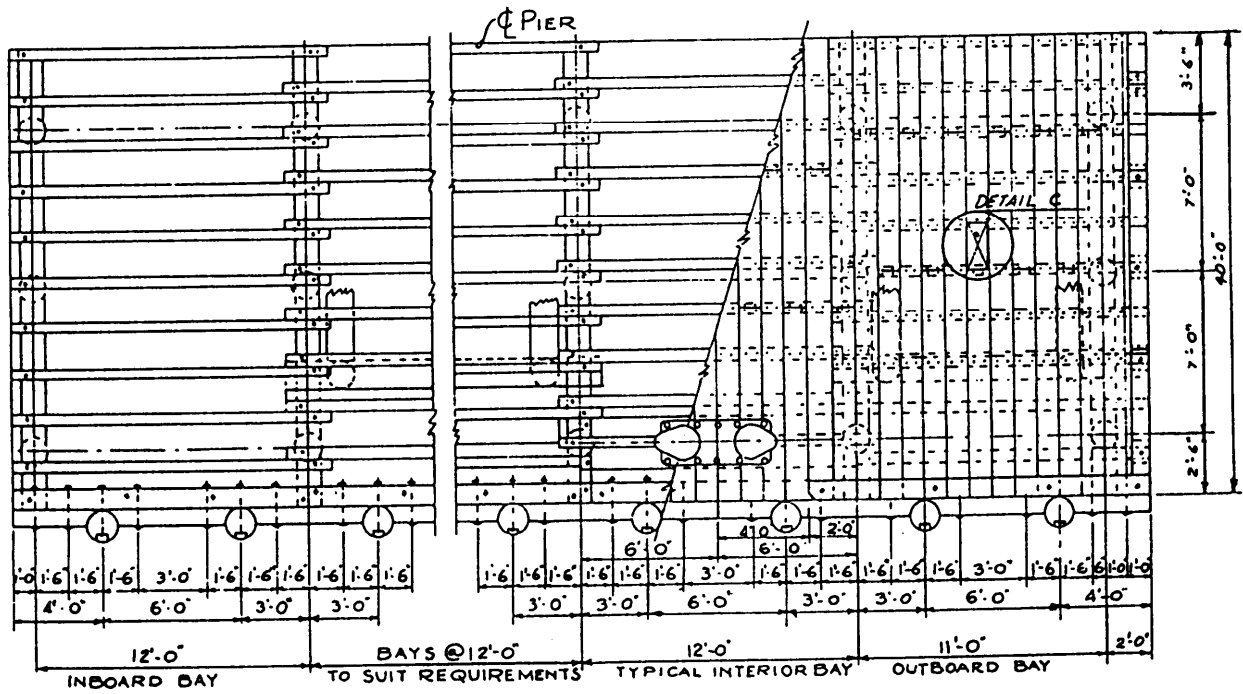 ℄ PIER
3'-6"
DETAIL C
7'-0"
40'-0"
7'-0"
2'-6"
4'-0" 2'-0"
6'-0" 6'-0"
1'-0 1'-6" 1'-6" 1'-6" 3'-0" 1'-6" 1'-6" 1'-6" 1'-6" 1'-6" 1'-6" 1'-6" 1'-6" 1'-6" 1'-6" 1'-6" 1'-6" 3'-0" 1'-6" 1'-6" 1'-6" 1'-6" 1'-6" 1'-6" 3'-0" 1'-6" 1'-6" 6" 1'-0 1'-0
4'-0" 6'-0" 3'-0" 3'-0" 3'-0" 3'-0" 6'-0" 3'-0" 3'-0" 6'-0" 4'-0"
12'-0" BAYS @ 12'-0" 12'-0" 11'-0" 2'-0"
INBOARD BAY TO SUIT REQUIREMENTS TYPICAL INTERIOR BAY OUTBOARD BAY